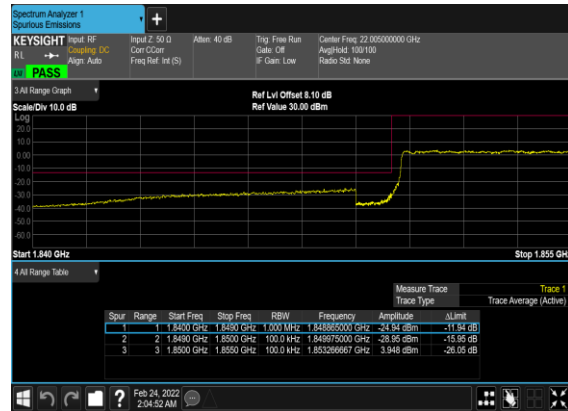 Spectrum Analyzer 1
Spurious Emissions
+
KEYSIGHT Input: RF Input Z: 50 Ω Atten: 40 dB Trig: Free Run Center Freq: 22.005000000 GHz
RL Coupling: DC Corr CCorr Gate: Off Avg|Hold: 100/100
Align: Auto Freq Ref: Int (S) IF Gain: Low Radio Std: None
PASS
3 All Range Graph
Ref Lvl Offset 8.10 dB
Scale/Div 10.0 dB Ref Value 30.00 dBm
Log
20.0
10.0
0.00
-10.0
-20.0
-30.0
-40.0
-50.0
-60.0
Start 1.840 GHz Stop 1.855 GHz
4 All Range Table
Measure Trace Trace 1
Trace Type Trace Average (Active)
Spur Range Start Freq Stop Freq RBW Frequency Amplitude ΔLimit
1 1 1.8400 GHz 1.8490 GHz 1.000 MHz 1.848865000 GHz -24.94 dBm -11.94 dB
2 2 1.8490 GHz 1.8500 GHz 100.0 kHz 1.849975000 GHz -28.95 dBm -15.95 dB
3 3 1.8500 GHz 1.8550 GHz 100.0 kHz 1.853266667 GHz 3.948 dBm -26.05 dB
? Feb 24, 2022
2:04:52 AM